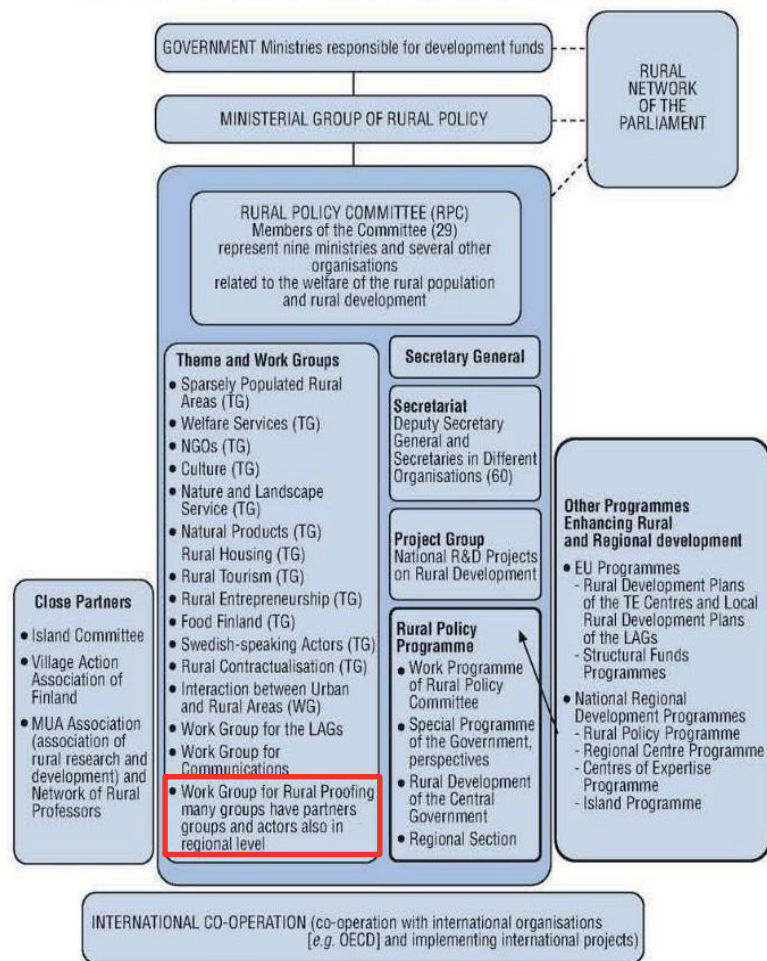 GOVERNMENT Ministries responsible for development funds
RURAL
NETWORK
OF THE
PARLIAMENT
MINISTERIAL GROUP OF RURAL POLICY
RURAL POLICY COMMITTEE (RPC)
Members of the Committee (29)
represent nine ministries and several other
organisations
related to the welfare of the rural population
and rural development
Theme and Work Groups
• Sparsely Populated Rural
Areas (TG)
• Welfare Services (TG)
• NGOs (TG)
• Culture (TG)
• Nature and Landscape
Service (TG)
• Natural Products (TG)
Rural Housing (TG)
• Rural Tourism (TG)
• Rural Entrepreneurship (TG)
• Food Finland (TG)
• Swedish-speaking Actors (TG)
• Rural Contractualisation (TG)
• Interaction between Urban
and Rural Areas (WG)
• Work Group for the LAGs
• Work Group for
Communications
• Work Group for Rural Proofing
many groups have partners
groups and actors also in
regional level
Secretary General
Secretariat
Deputy Secretary
General and
Secretaries in Different
Organisations (60)
Project Group
National R&D Projects
on Rural Development
Rural Policy
Programme
• Work Programme
of Rural Policy
Committee
• Special Programme
of the Government,
perspectives
• Rural Development
of the Central
Government
• Regional Section
Close Partners
• Island Committee
• Village Action
Association of
Finland
• MUA Association
(association of
rural research and
development) and
Network of Rural
Professors
Other Programmes
Enhancing Rural
and Regional development
• EU Programmes
- Rural Development Plans
of the TE Centres and Local
Rural Development Plans
of the LAGs
- Structural Funds
Programmes
• National Regional
Development Programmes
- Rural Policy Programme
- Regional Centre Programme
- Centres of Expertise
Programme
- Island Programme
INTERNATIONAL CO-OPERATION (co-operation with international organisations
[e.g. OECD] and implementing international projects)